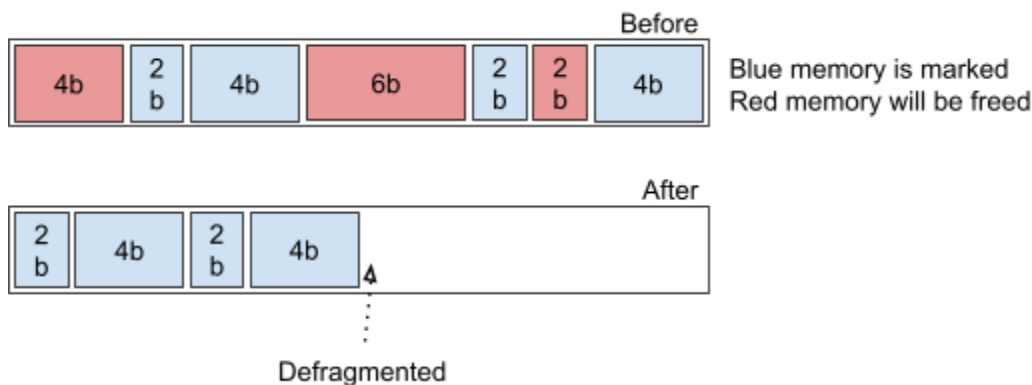 Before
4b
2
b
4b
6b
2
b
2
b
4b
Blue memory is marked
Red memory will be freed
After
2
b
4b
2
b
4b
Defragmented